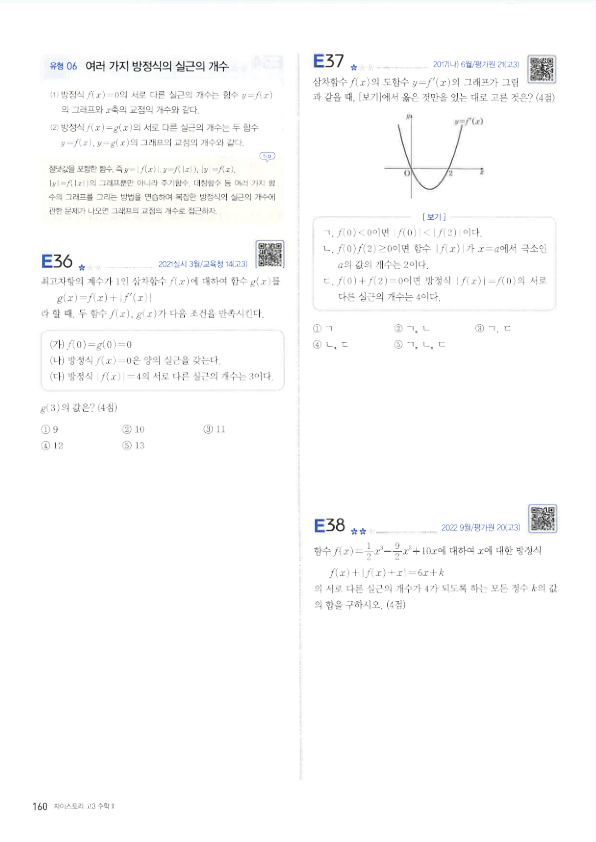 유형 06 여러 가지 방정식의 실근의 개수
(1) 방정식 f(x)=0의 서로 다른 실근의 개수는 함수 y=f(x)
의 그래프와 x축의 교점의 개수와 같다.
(2) 방정식 f(x)=g(x)의 서로 다른 실근의 개수는 두 함수
y=f(x), y=g(x)의 그래프의 교점의 개수와 같다.
절댓값을 포함한 함수, 즉 y=|f(x)|, y=f(|x|), |y|=f(x),
|y|=f(|x|)의 그래프뿐만 아니라 주기함수, 대칭함수 등 여러 가지 함
수의 그래프를 그리는 방법을 연습하여 복잡한 방정식의 실근의 개수에
관한 문제가 나오면 그래프의 교점의 개수로 접근하자.
E36 2021실시 3월/교육청 14(고3)
최고차항의 계수가 1인 삼차함수 f(x)에 대하여 함수 g(x)를
g(x)=f(x)+|f'(x)|
라 할 때, 두 함수 f(x), g(x)가 다음 조건을 만족시킨다.
(가) f(0)=g(0)=0
(나) 방정식 f(x)=0은 양의 실근을 갖는다.
(다) 방정식 |f(x)|=4의 서로 다른 실근의 개수는 3이다.
g(3)의 값은? (4점)
① 9 ② 10 ③ 11
④ 12 ⑤ 13
E37 2017(나) 6월/평가원 21(고3)
삼차함수 f(x)의 도함수 y=f'(x)의 그래프가 그림
과 같을 때, [보기]에서 옳은 것만을 있는 대로 고른 것은? (4점)
y
y=f'(x)
O 2 x
[보기]
ㄱ. f(0)<0이면 |f(0)|<|f(2)|이다.
ㄴ. f(0)f(2)≥0이면 함수 |f(x)|가 x=a에서 극소인
a의 값의 개수는 2이다.
ㄷ. f(0)+f(2)=0이면 방정식 |f(x)|=f(0)의 서로
다른 실근의 개수는 4이다.
① ㄱ ② ㄱ, ㄴ ③ ㄱ, ㄷ
④ ㄴ, ㄷ ⑤ ㄱ, ㄴ, ㄷ
E38 2022 9월/평가원 20(고3)
함수 f(x)=1/2x³-9/2x²+10x에 대하여 x에 대한 방정식
f(x)+|f(x)+x|=6x+k
의 서로 다른 실근의 개수가 4가 되도록 하는 모든 정수 k의 값
의 합을 구하시오. (4점)
160 자이스토리 고3 수학 II